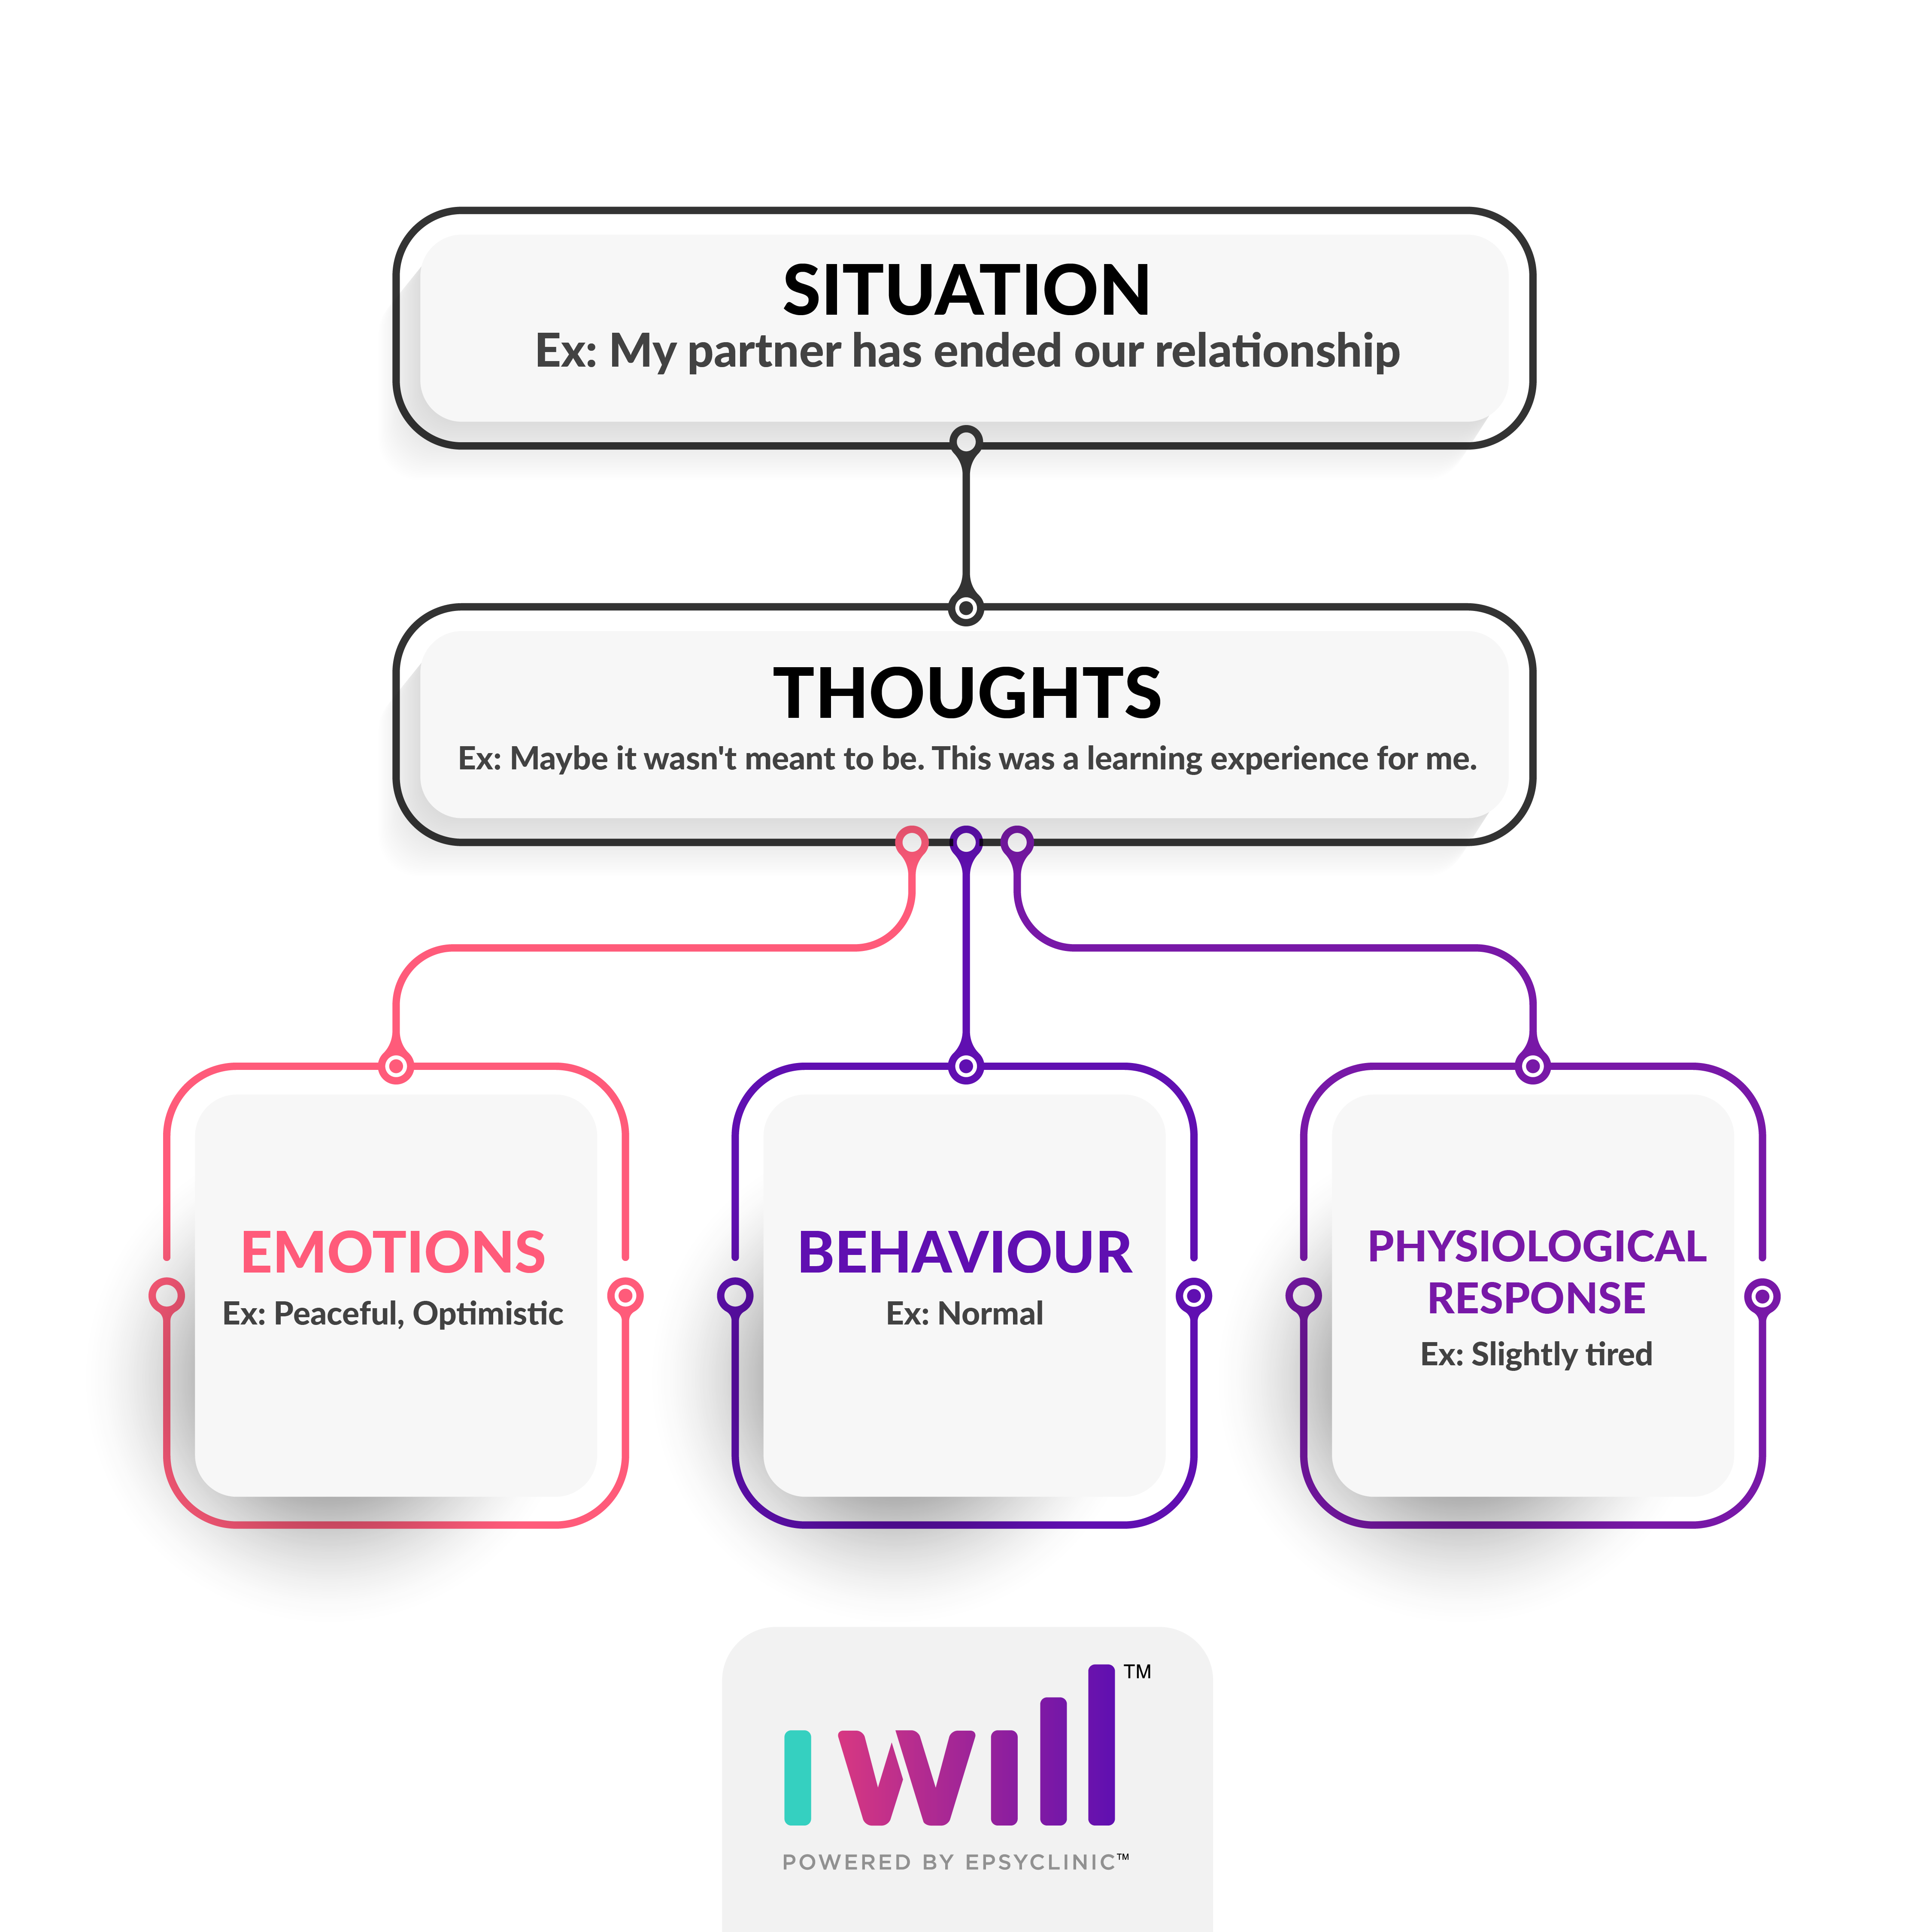 SITUATION
Ex: My partner has ended our relationship
THOUGHTS
Ex: Maybe it wasn't meant to be. This was a learning experience for me.
EMOTIONS
Ex: Peaceful, Optimistic
BEHAVIOUR
Ex: Normal
PHYSIOLOGICAL
RESPONSE
Ex: Slightly tired
I will™
POWERED BY EPSYCLINIC™